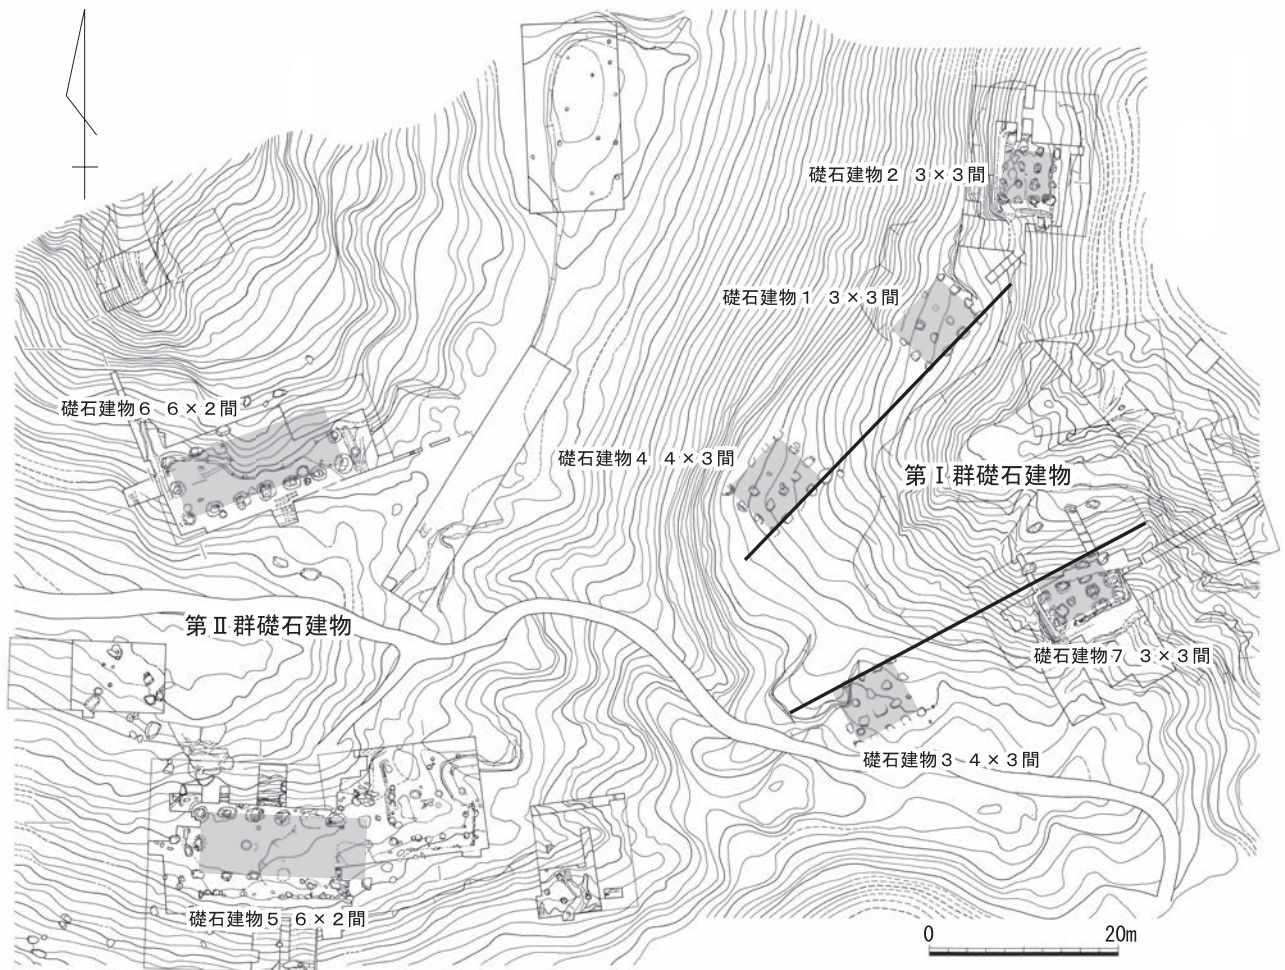 礎石建物2 3×3間
礎石建物1 3×3間
礎石建物6 6×2間
礎石建物4 4×3間
第Ⅰ群礎石建物
第Ⅱ群礎石建物
礎石建物7 3×3間
礎石建物3 4×3間
礎石建物5 6×2間
0 20m